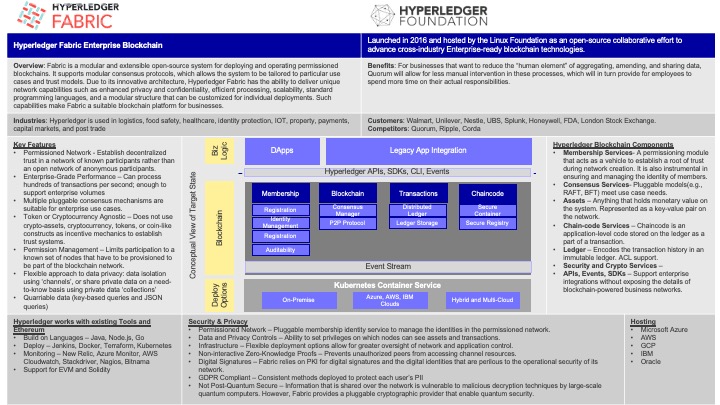 HYPERLEDGER
FABRIC
HYPERLEDGER
FOUNDATION
Hyperledger Fabric Enterprise Blockchain
Launched in 2016 and hosted by the Linux Foundation as an open-source collaborative effort to
advance cross-industry Enterprise-ready blockchain technologies.
Overview: Fabric is a modular and extensible open-source system for deploying and operating permissioned
blockchains. It supports modular consensus protocols, which allows the system to be tailored to particular use
cases and trust models. Due to its innovative architecture, Hyperledger Fabric has the ability to deliver unique
network capabilities such as enhanced privacy and confidentiality, efficient processing, scalability, standard
programming languages, and a modular structure that can be customized for individual deployments. Such
capabilities make Fabric a suitable blockchain platform for businesses.
Benefits: For businesses that want to reduce the "human element" of aggregating, amending, and sharing data,
Quorum will allow for less manual intervention in these processes, which will in turn provide for employees to
spend more time on their actual responsibilities.
Industries: Hyperledger is used in logistics, food safety, healthcare, identity protection, IOT, property, payments,
capital markets, and post trade
Customers: Walmart, Unilever, Nestle, UBS, Splunk, Honeywell, FDA, London Stock Exchange.
Competitors: Quorum, Ripple, Corda
Key Features
• Permissioned Network - Establish decentralized
trust in a network of known participants rather than
an open network of anonymous participants.
• Enterprise-Grade Performance – Can process
hundreds of transactions per second; enough to
support enterprise volumes
• Multiple pluggable consensus mechanisms are
suitable for enterprise use cases.
• Token or Cryptocurrency Agnostic – Does not use
crypto-assets, cryptocurrency, tokens, or coin-like
constructs as incentive mechanics to establish
trust systems.
• Permission Management – Limits participation to a
known set of nodes that have to be provisioned to
be part of the blockchain network.
• Flexible approach to data privacy: data isolation
using 'channels', or share private data on a need-
to-know basis using private data 'collections'
• Queriable data (key-based queries and JSON
queries)
Conceptual View of Target State
Biz
Logic
DApps
Legacy App Integration
Hyperledger APIs, SDKs, CLI, Events
Blockchain
Membership
Registration
Identity
Management
Registration
Auditability
Blockchain
Consensus
Manager
P2P Protocol
Transactions
Distributed
Ledger
Ledger Storage
Chaincode
Secure
Container
Secure Registry
Event Stream
Deploy
Options
Kubernetes Container Service
On-Premise
Azure, AWS, IBM
Clouds
Hybrid and Multi-Cloud
Hyperledger Blockchain Components
• Membership Services- A permissioning module
that acts as a vehicle to establish a root of trust
during network formation. It is also instrumental in
ensuring and managing the identity of members.
• Consensus Services- Pluggable models(e.g.,
RAFT, BFT) meet use case needs.
• Assets – Anything that holds monetary value on
the system. Represented as a key-value pair on
the network.
• Chain-code Services – Chaincode is an
application-level code stored on the ledger as a
part of a transaction.
• Ledger – Encodes the transaction history in an
immutable ledger. ACL support.
• Security and Crypto Services –
• APIs, Events, SDKs – Support enterprise
integrations without exposing the details of
blockchain-powered business networks.
Hyperledger works with existing Tools and
Ethereum
• Build on Languages – Java, Node.js, Go
• Deploy – Jenkins, Docker, Terraform, Kubernetes
• Monitoring – New Relic, Azure Monitor, AWS
Cloudwatch, Stackdriver, Nagios, Bitnama
• Support for EVM and Solidity
Security & Privacy
• Permissioned Network – Pluggable membership identity service to manage the identities in the permissioned network.
• Data and Privacy Controls – Ability to set privileges on which nodes can see assets and transactions.
• Infrastructure – Flexible deployment options allow for greater oversight of network and application control.
• Non-interactive Zero-Knowledge Proofs – Prevents unauthorized peers from accessing channel resources.
• Digital Signatures – Fabric relies on PKI for digital signatures and the digital identities that are perilous to the operational security of its
network.
• GDPR Compliant – Consistent methods deployed to protect each user's PII
• Not Post-Quantum Secure – Information that is shared over the network is vulnerable to malicious decryption techniques by large-scale
quantum computers. However, Fabric provides a pluggable cryptographic provider that enable quantum security.
Hosting
• Microsoft Azure
• AWS
• GCP
• IBM
• Oracle